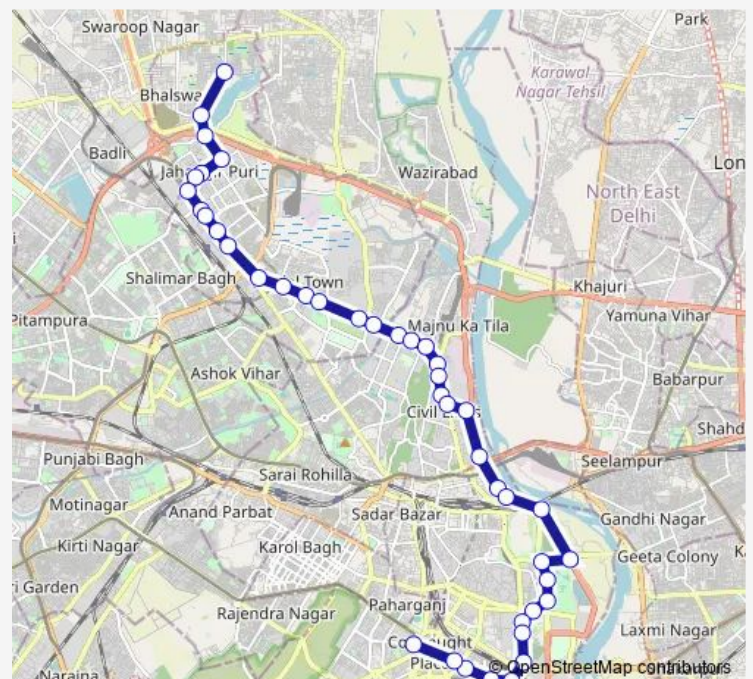 Swaroop Nagar
Park
Karawal
Nagar Tehsil
Bhalswa
Badli
Puri
Wazirabad
Lon
North East
Delhi
Shalimar Bagh
Town
Khajuri
Pitampura
Majnu Ka Tila
Yamuna Vihar
Ashok Vihar
Babarpur
Civil
Shahd
Punjabi Bagh
Sarai Rohilla
Seelampur
Motinagar
Anand Parbat
Sadar Bazar
Gandhi Nagar
Kirti Nagar
Karol Bagh
Geeta Colony
i Garden
Rajendra Nagar
Paharganj
Laxmi Nagar
Naraina
© OpenStreetMap contributors